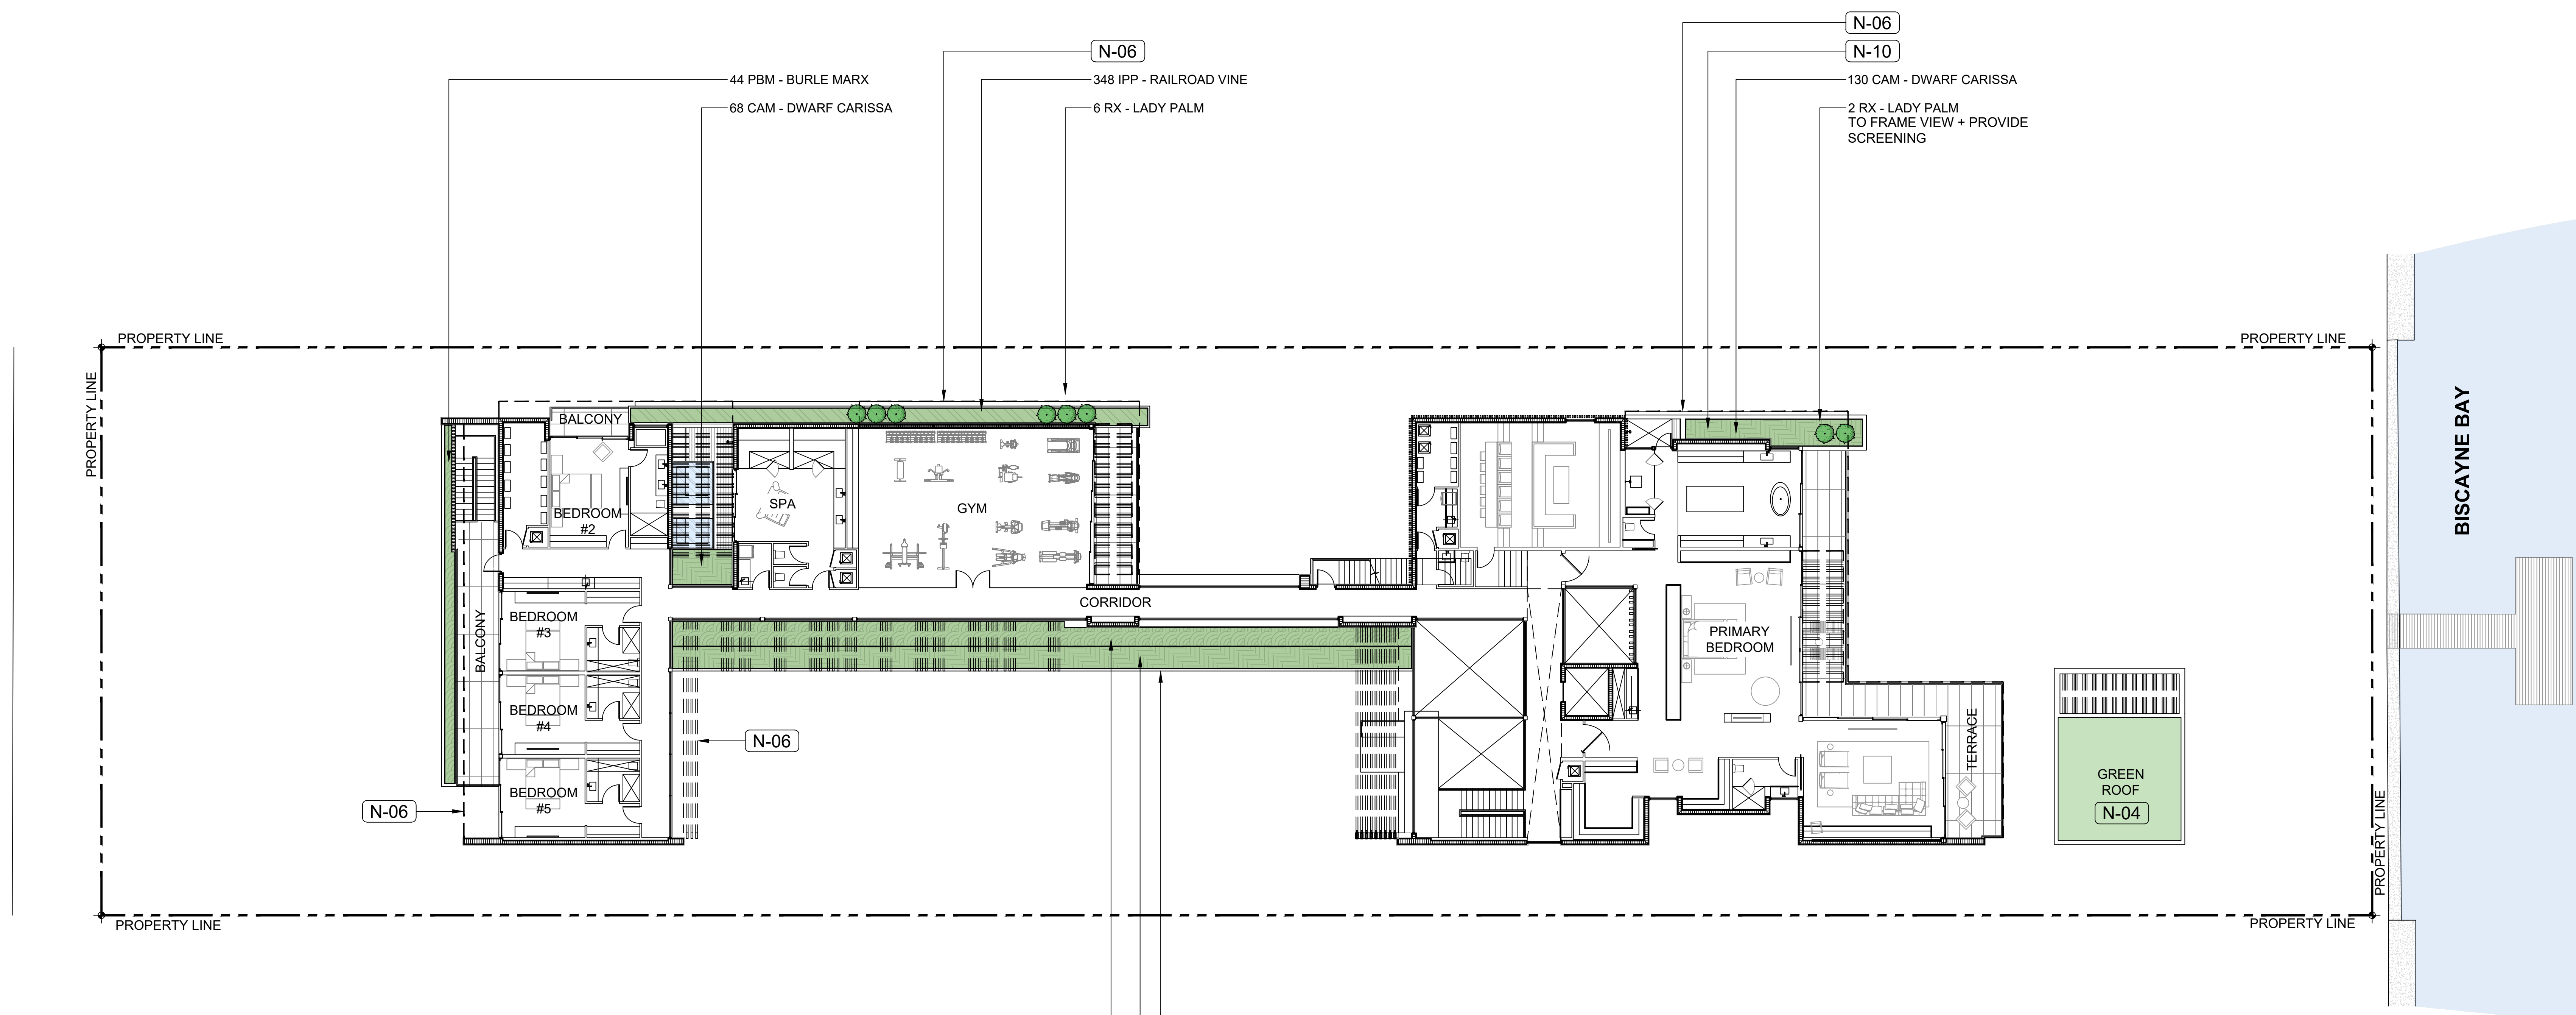 N-06
N-06
N-10
44 PBM - BURLE MARX
348 IPP - RAILROAD VINE
130 CAM - DWARF CARISSA
68 CAM - DWARF CARISSA
6 RX - LADY PALM
2 RX - LADY PALM
TO FRAME VIEW + PROVIDE
SCREENING
PROPERTY LINE
PROPERTY LINE
PROPERTY LINE
BISCAYNE BAY
BALCONY
SPA
GYM
BEDROOM
#2
CORRIDOR
BEDROOM
#3
BALCONY
PRIMARY
BEDROOM
BEDROOM
#4
N-06
TERRACE
GREEN
ROOF
N-04
BEDROOM
#5
N-06
PROPERTY LINE
PROPERTY LINE
PROPERTY LINE